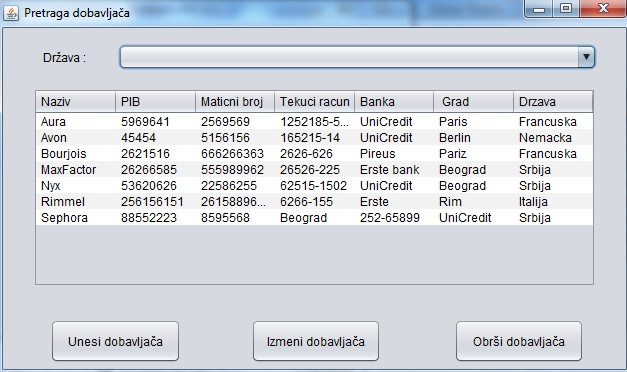 Pretraga dobavljača
Država :
Naziv PIB Maticni broj Tekuci racun Banka Grad Drzava
Aura 5969641 2569569 1252185-5... UniCredit Paris Francuska
Avon 45454 5156156 165215-14 UniCredit Berlin Nemacka
Bourjois 2621516 666266363 2626-626 Pireus Pariz Francuska
MaxFactor 26266585 555989962 26526-225 Erste bank Beograd Srbija
Nyx 53620626 22586255 62515-1502 UniCredit Beograd Srbija
Rimmel 256156151 26158896... 6266-155 Erste Rim Italija
Sephora 88552223 8595568 Beograd 252-65899 UniCredit Srbija
Unesi dobavljača Izmeni dobavljača Obrši dobavljača